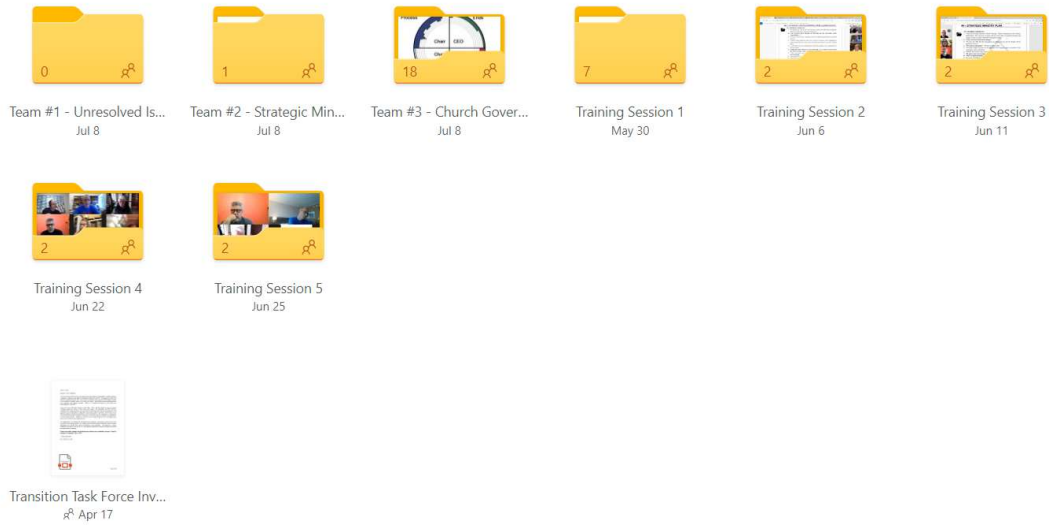 0
1
18
7
2
2
Team #1 - Unresolved Is...
Team #2 - Strategic Min...
Team #3 - Church Gover...
Training Session 1
Training Session 2
Training Session 3
Jul 8
Jul 8
Jul 8
May 30
Jun 6
Jun 11
2
2
Training Session 4
Training Session 5
Jun 22
Jun 25
Transition Task Force Inv...
Apr 17